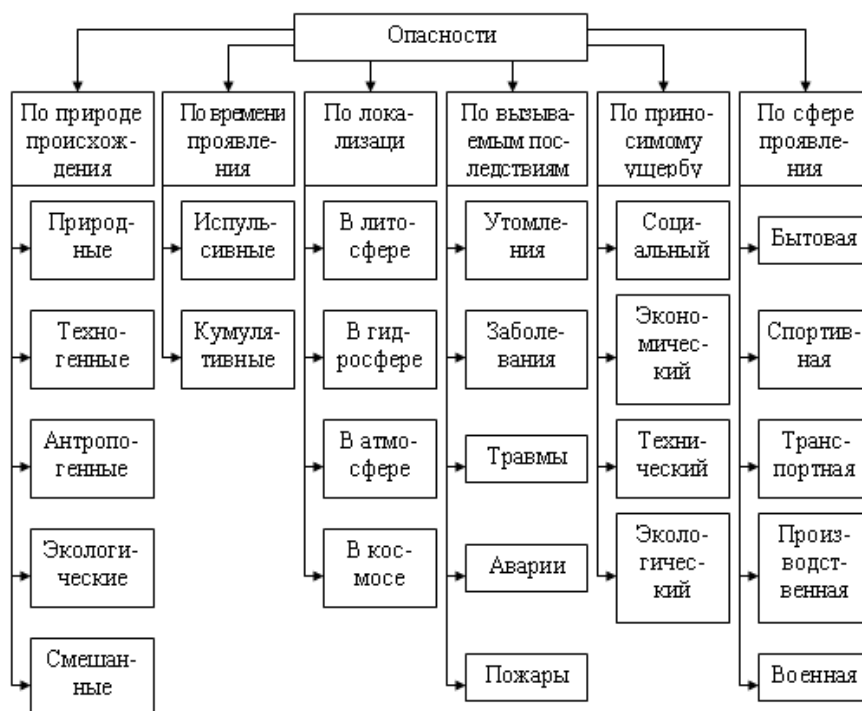 Опасности
По природе
происхож-
дения
Природ-
ные
Техно-
генные
Антропо-
генные
Экологи-
ческие
Смешан-
ные
По времени
проявле-
ния
Испуль-
сивные
Кумуля-
тивные
По лока-
лизаци
В лито-
сфере
В гид-
росфере
В атмо-
сфере
В кос-
мосе
По вызыва-
емым пос-
ледствиям
Утомле-
ния
Заболе-
вания
Травмы
Аварии
Пожары
По прино-
симому
ущербу
Соци-
альный
Эконо-
мичес-
кий
Техни-
ческий
Эколо-
гичес-
кий
По сфере
проявле-
ния
Бытовая
Спортив-
ная
Транс-
портная
Произ-
водст-
венная
Военная